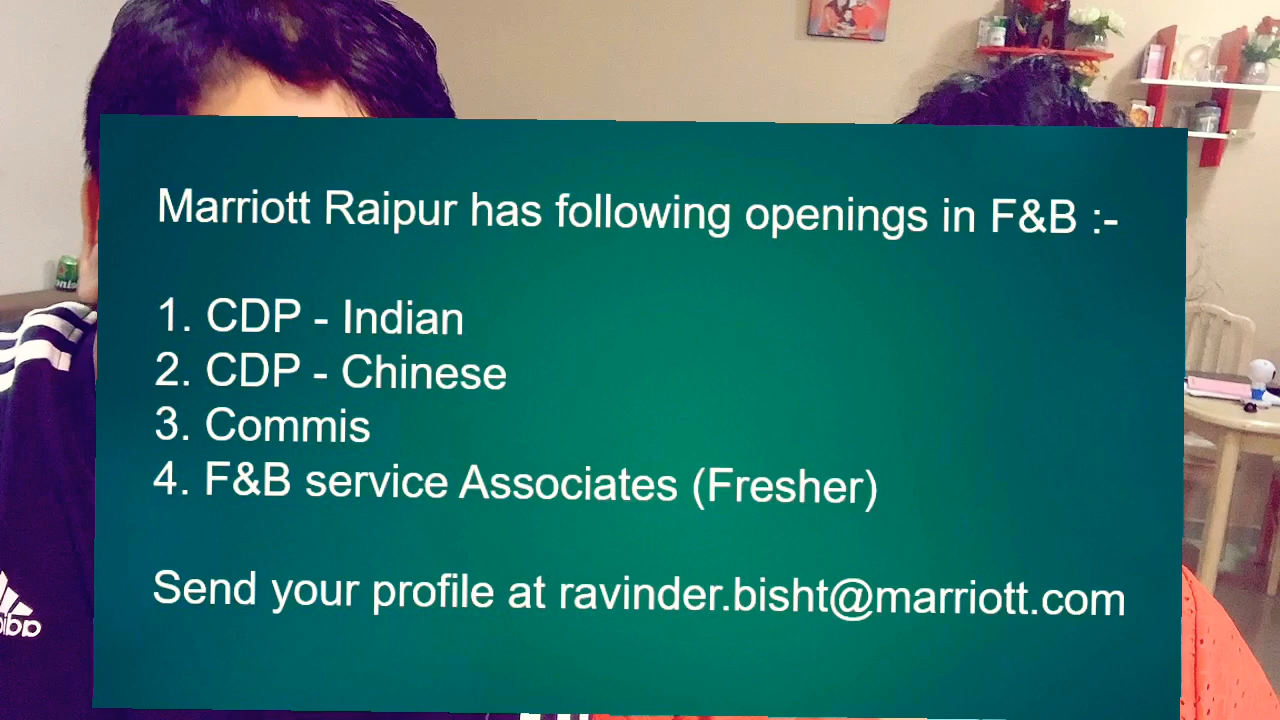 Marriott Raipur has following openings in F&B :-
1. CDP - Indian
2. CDP - Chinese
3. Commis
4. F&B service Associates (Fresher)
Send your profile at ravinder.bisht@marriott.com